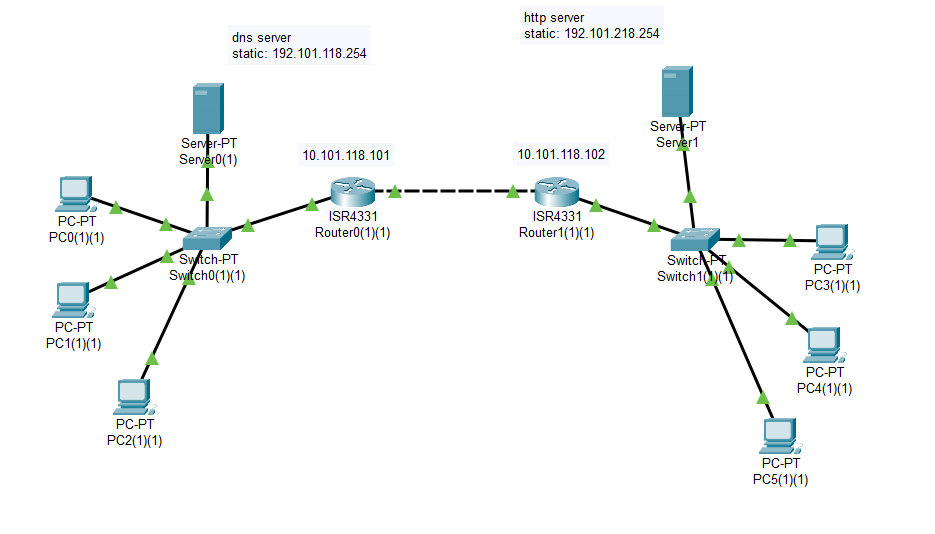 http server
static: 192.101.218.254
dns server
static: 192.101.118.254
Server-PT
Server0(1)
Server-PT
Server1
10.101.118.101
10.101.118.102
PC-PT
PC0(1)(1)
ISR4331
Router0(1)(1)
ISR4331
Router1(1)(1)
Switch-PT
Switch0(1)(1)
Switch-PT
Switch1(1)(1)
PC-PT
PC3(1)(1)
PC-PT
PC1(1)(1)
PC-PT
PC4(1)(1)
PC-PT
PC2(1)(1)
PC-PT
PC5(1)(1)